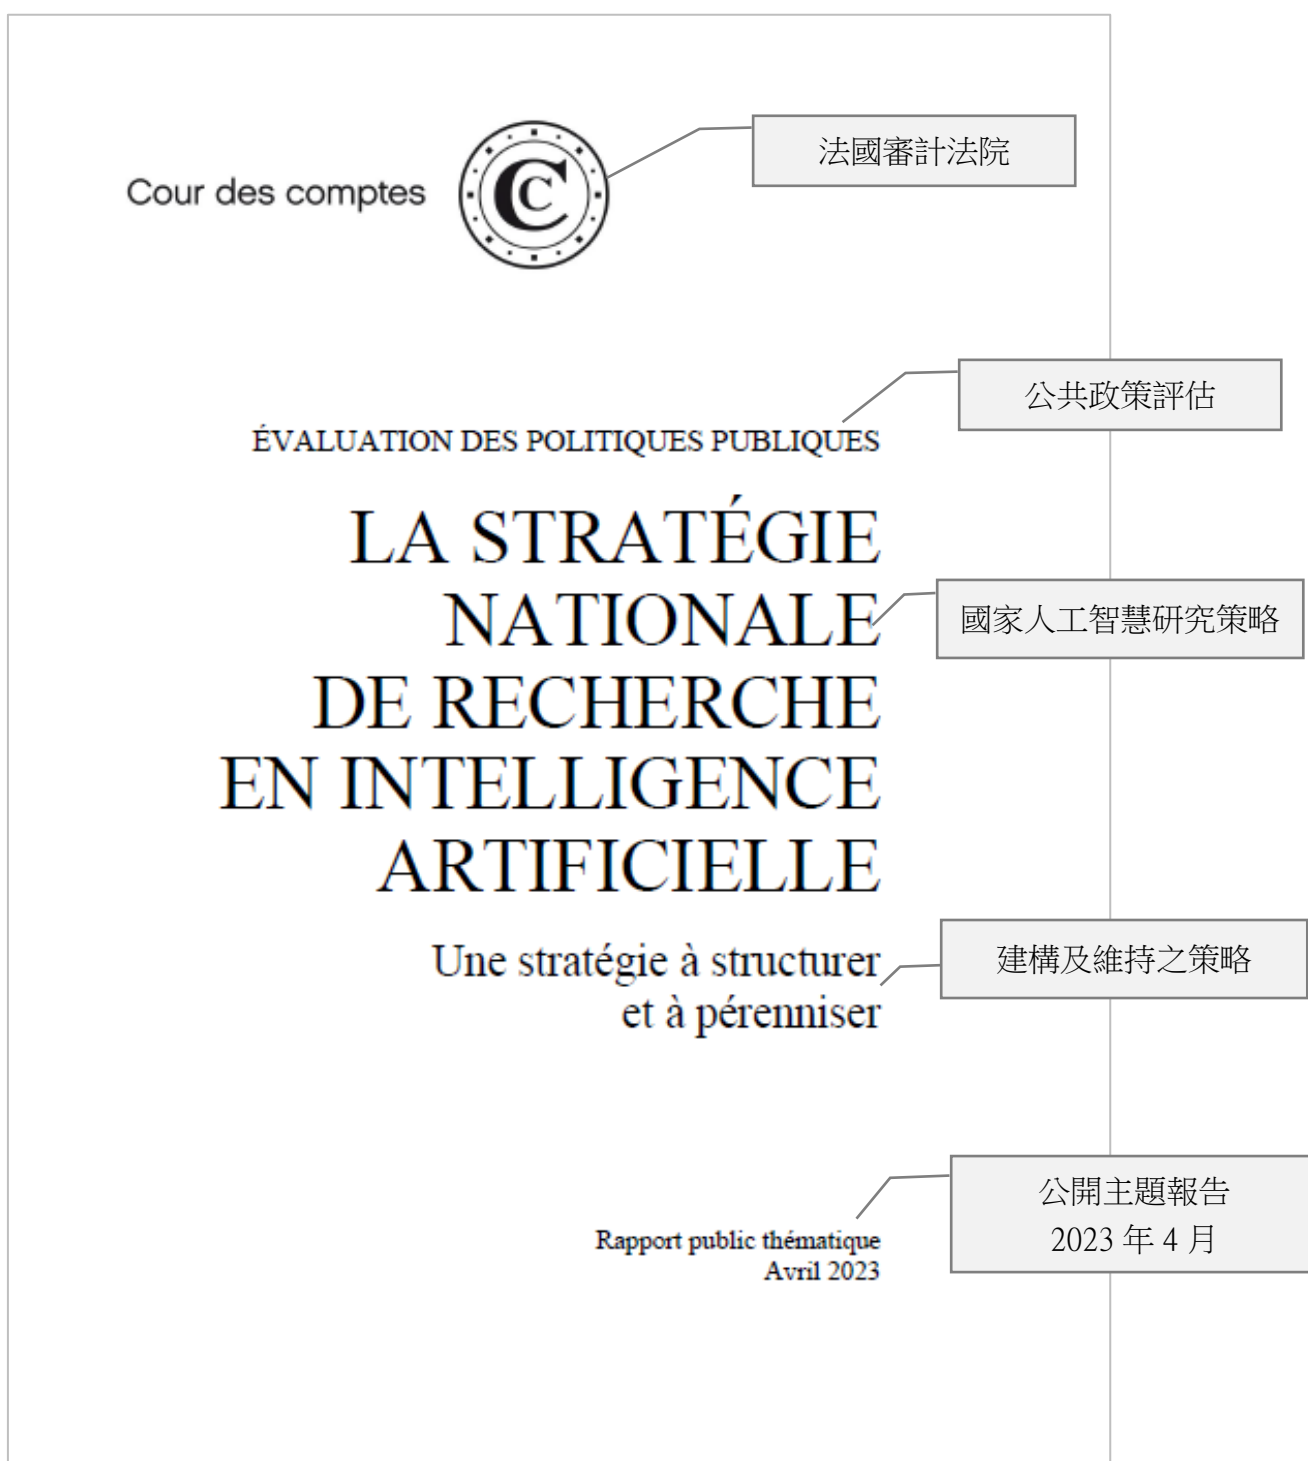 Cour des comptes
CC
法國審計法院
公共政策評估
ÉVALUATION DES POLITIQUES PUBLIQUES
LA STRATÉGIE
NATIONALE
國家人工智慧研究策略
DE RECHERCHE
EN INTELLIGENCE
ARTIFICIELLE
Une stratégie à structurer
建構及維持之策略
et à pérenniser
公開主題報告
2023 年 4 月
Rapport public thématique
Avril 2023